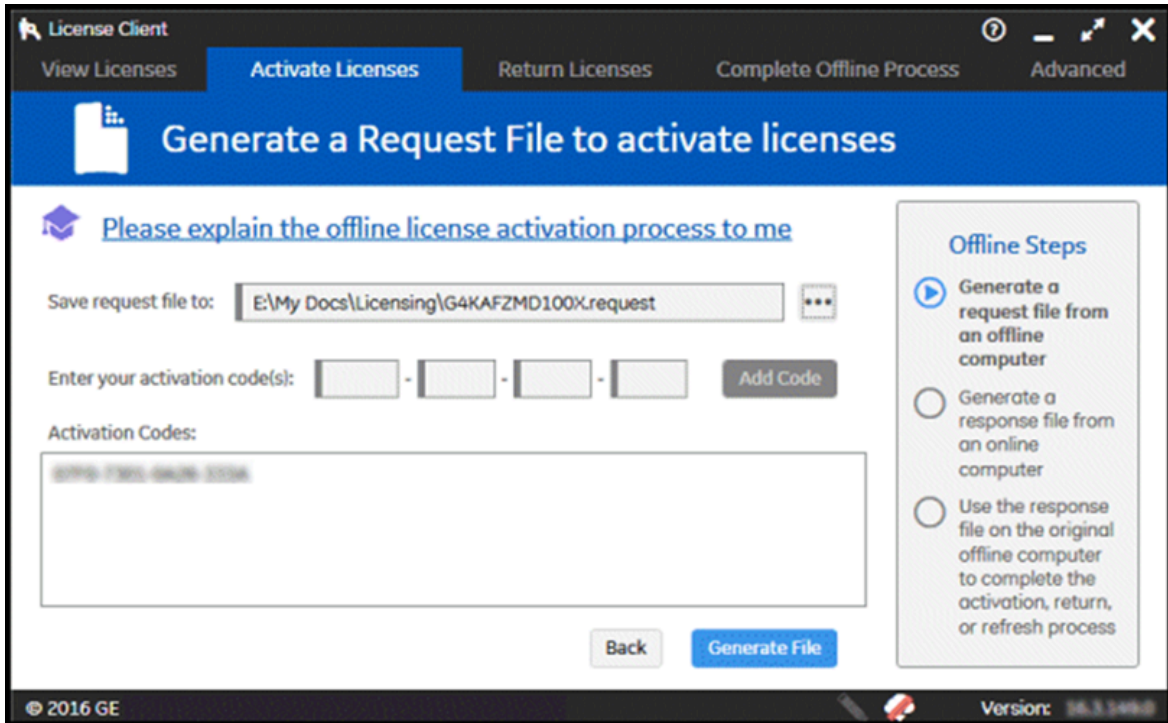 License Client
View Licenses Activate Licenses Return Licenses Complete Offline Process Advanced
Generate a Request File to activate licenses
Please explain the offline license activation process to me
Save request file to: E:\My Docs\Licensing\G4KAFZMD100X.request ...
Enter your activation code(s): - - - Add Code
Activation Codes:
Back Generate File
Offline Steps
Generate a
request file from
an offline
computer
Generate a
response file from
an online
computer
Use the response
file on the original
offline computer
to complete the
activation, return,
or refresh process
© 2016 GE Version: